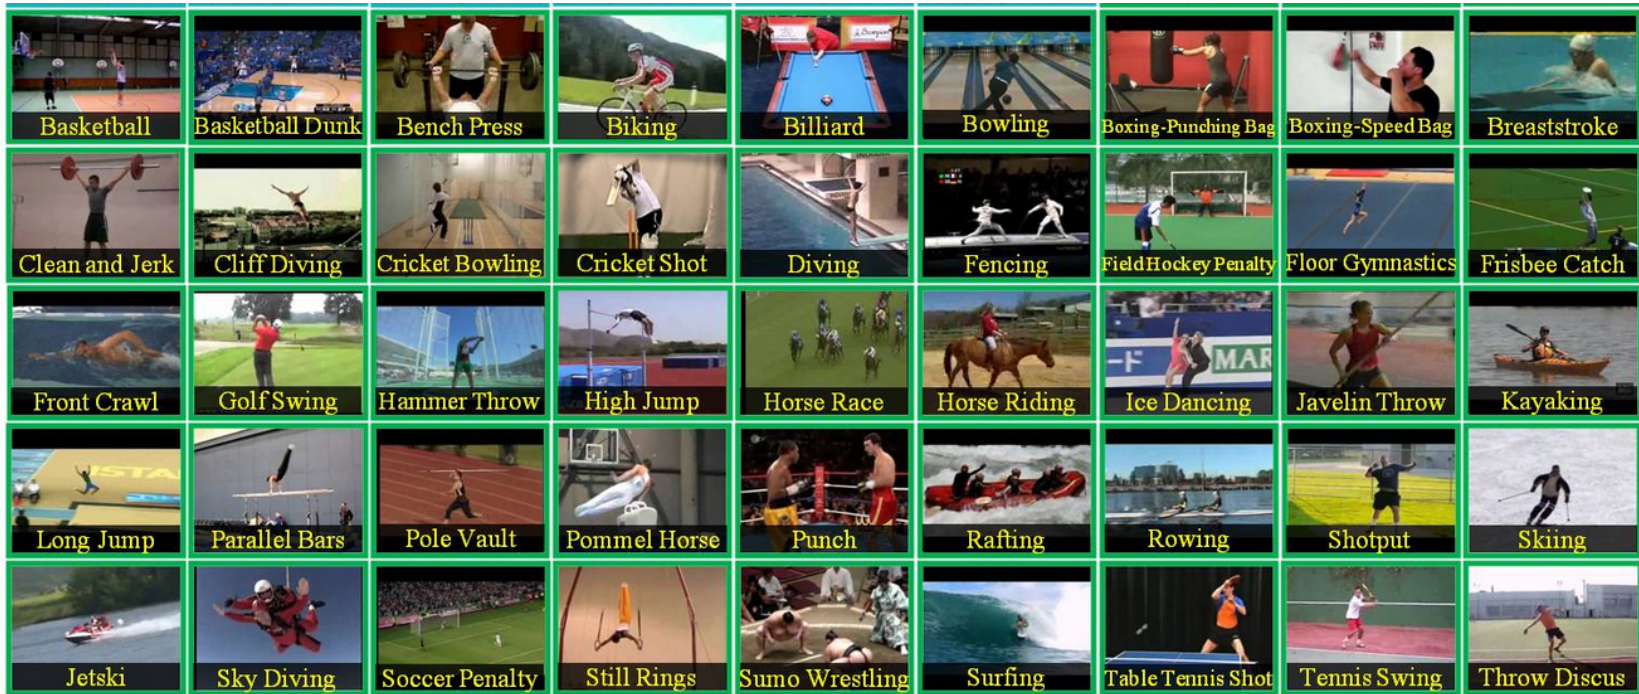 Basketball
Basketball Dunk
Bench Press
Biking
Billiard
Bowling
Boxing-Punching Bag
Boxing-Speed Bag
Breaststroke
Clean and Jerk
Cliff Diving
Cricket Bowling
Cricket Shot
Diving
Fencing
Field Hockey Penalty
Floor Gymnastics
Frisbee Catch
Front Crawl
Golf Swing
Hammer Throw
High Jump
Horse Race
Horse Riding
ード
MAR
Ice Dancing
Javelin Throw
Kayaking
Long Jump
Parallel Bars
Pole Vault
Pommel Horse
Punch
Rafting
Rowing
Shotput
Skiing
Jetski
Sky Diving
Soccer Penalty
Still Rings
Sumo Wrestling
Surfing
Table Tennis Shot
Tennis Swing
Throw Discus